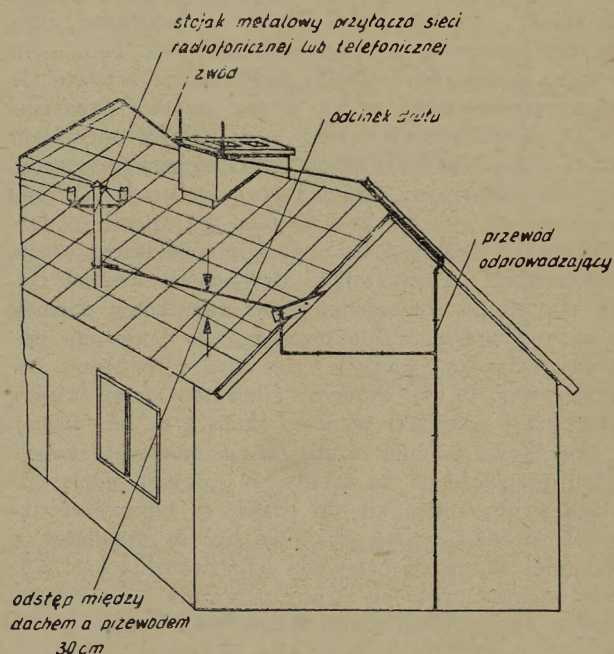 stojak metalowy przyłącza sieci
radiofonicznej lub telefonicznej
zwód
odcinek drutu
przewód
odprowadzający
odstęp między
dachem a przewodem
30 cm